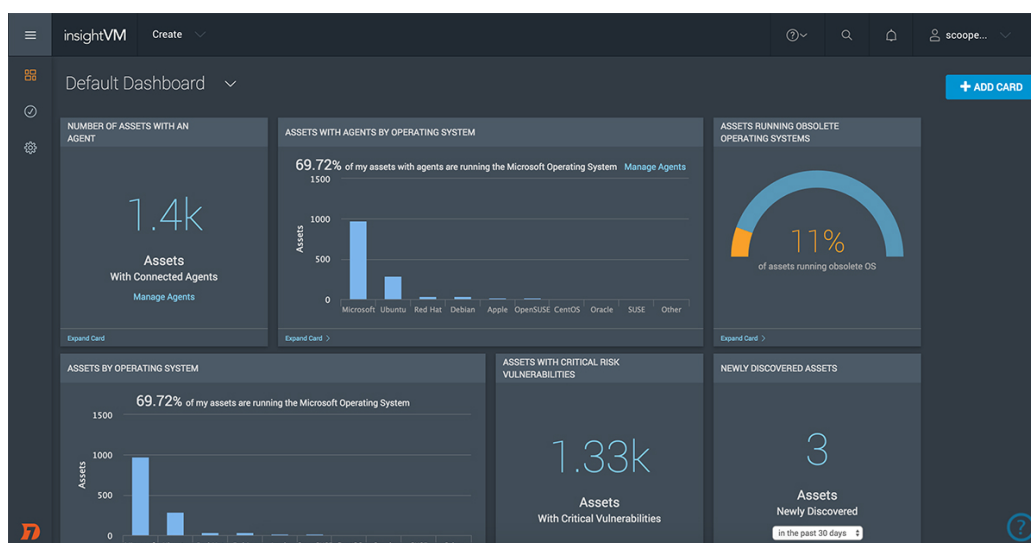 insightVM
Create
scoope...
Default Dashboard
+ ADD CARD
NUMBER OF ASSETS WITH AN
AGENT
1.4k
Assets
With Connected Agents
Manage Agents
Expand Card
ASSETS WITH AGENTS BY OPERATING SYSTEM
69.72% of my assets with agents are running the Microsoft Operating System Manage Agents
1500
1000
500
0
Assets
Microsoft Ubuntu Red Hat Debian Apple OpenSUSE CentOS Oracle SUSE Other
Expand Card >
ASSETS RUNNING OBSOLETE
OPERATING SYSTEMS
11%
of assets running obsolete OS
Expand Card >
ASSETS BY OPERATING SYSTEM
69.72% of my assets are running the Microsoft Operating System
1500
1000
500
0
Assets
ASSETS WITH CRITICAL RISK
VULNERABILITIES
1.33k
Assets
With Critical Vulnerabilities
NEWLY DISCOVERED ASSETS
3
Assets
Newly Discovered
in the past 30 days